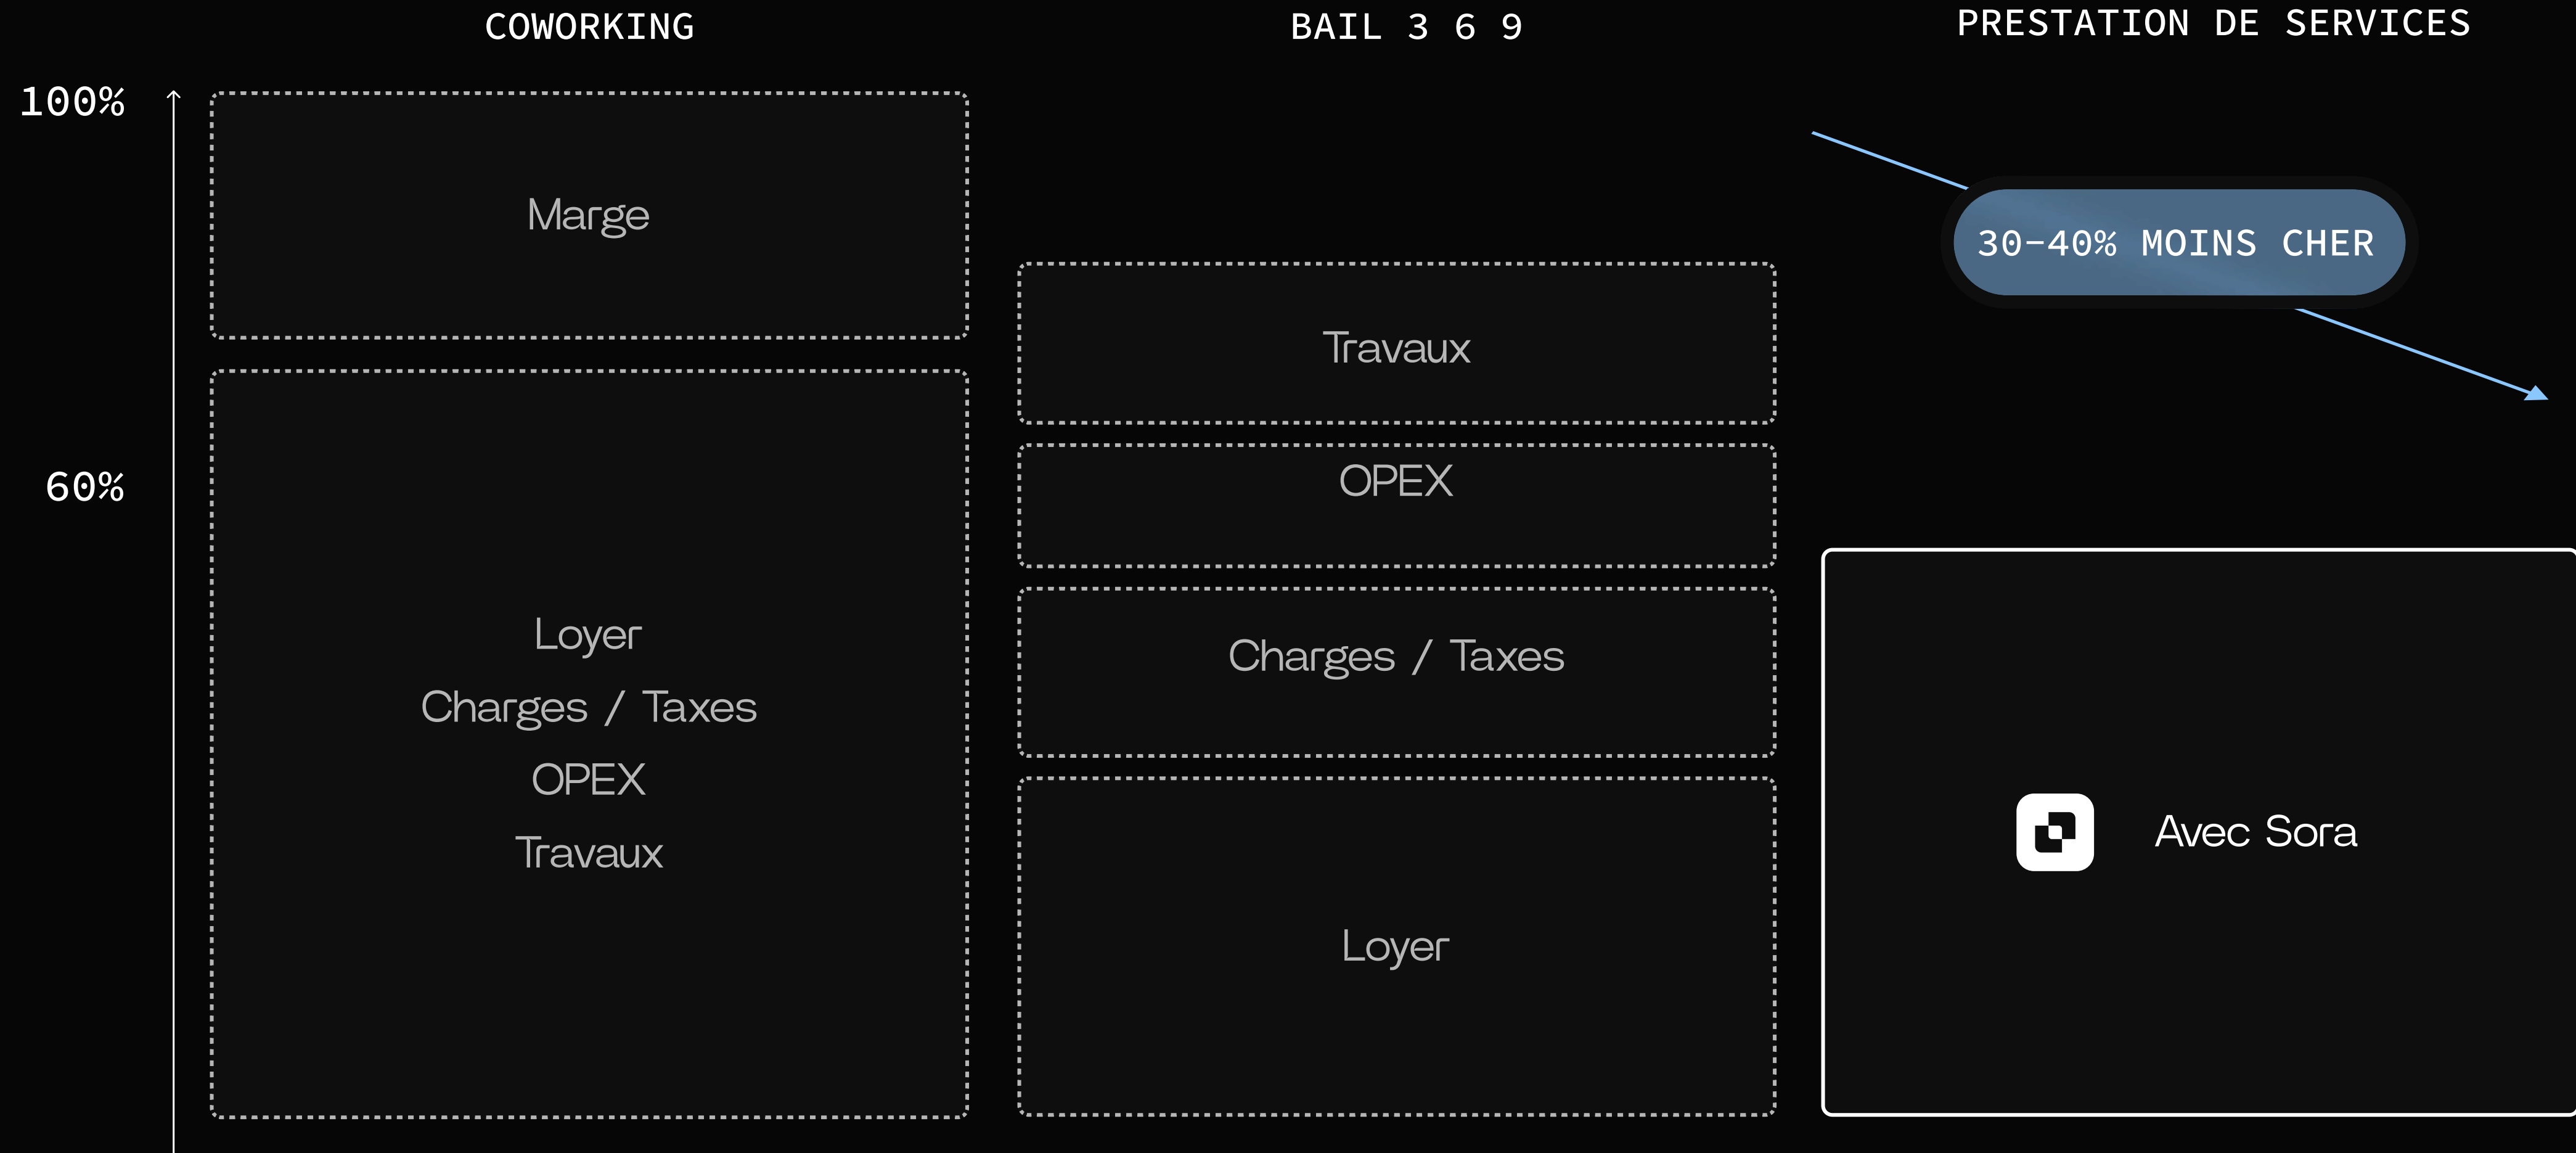 COWORKING
BAIL 3 6 9
PRESTATION DE SERVICES
100%
60%
Marge
Loyer
Charges / Taxes
OPEX
Travaux
Travaux
OPEX
Charges / Taxes
Loyer
30-40% MOINS CHER
Avec Sora